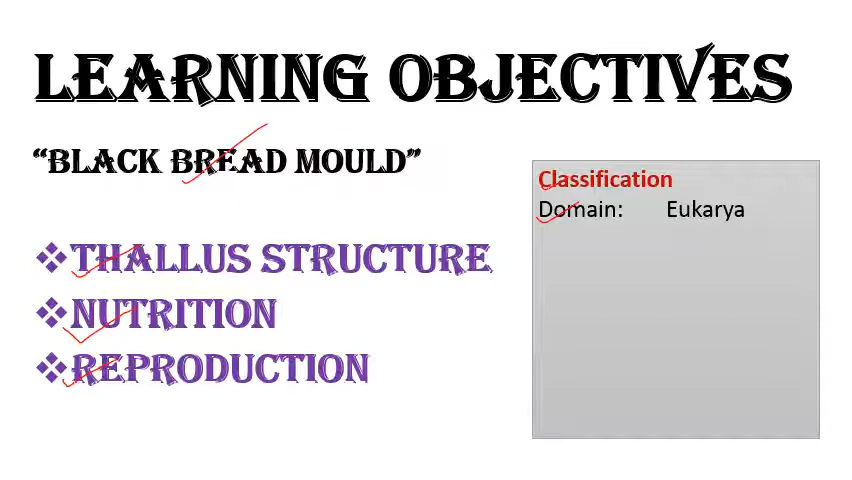 LEARNING OBJECTIVES
“BLACK BREAD MOULD”
❖THALLUS STRUCTURE
❖NUTRITION
❖REPRODUCTION
Classification
Domain: Eukarya